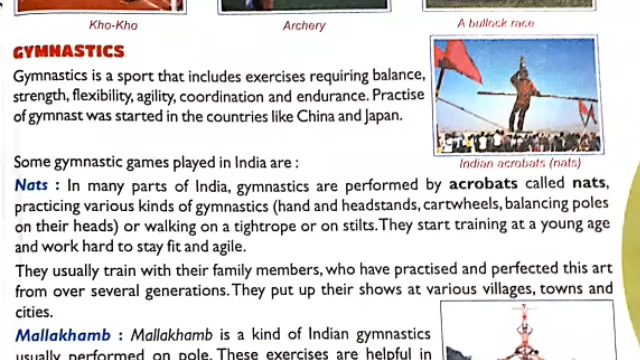 Kho-Kho
Archery
A bullock race
GYMNASTICS
Gymnastics is a sport that includes exercises requiring balance,
strength, flexibility, agility, coordination and endurance. Practise
of gymnast was started in the countries like China and Japan.
Indian acrobats (nats)
Some gymnastic games played in India are :
Nats : In many parts of India, gymnastics are performed by acrobats called nats,
practicing various kinds of gymnastics (hand and headstands, cartwheels, balancing poles
on their heads) or walking on a tightrope or on stilts. They start training at a young age
and work hard to stay fit and agile.
They usually train with their family members, who have practised and perfected this art
from over several generations. They put up their shows at various villages, towns and
cities.
Mallakhamb : Mallakhamb is a kind of Indian gymnastics
usually performed on pole. These exercises are helpful in